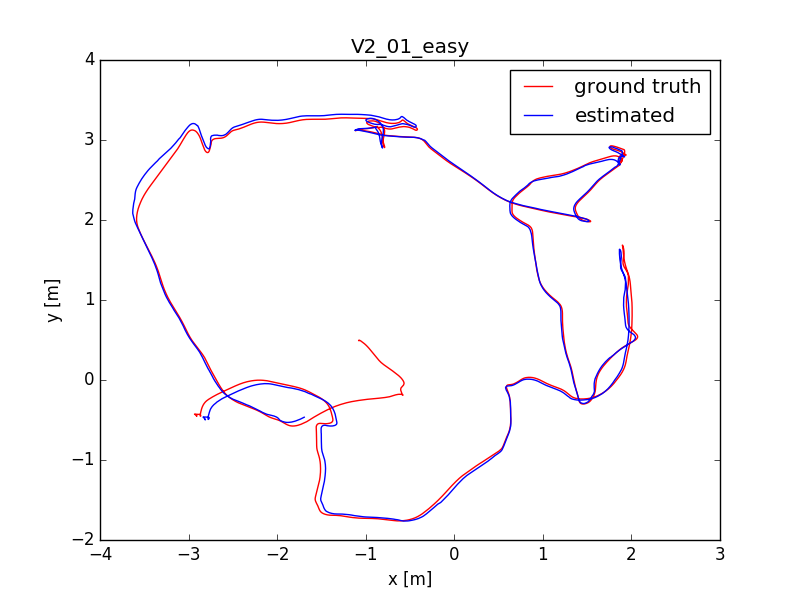 V2_01_easy
ground truth
estimated
4
3
2
1
0
−1
−2
y [m]
−4 −3 −2 −1 0 1 2 3
x [m]